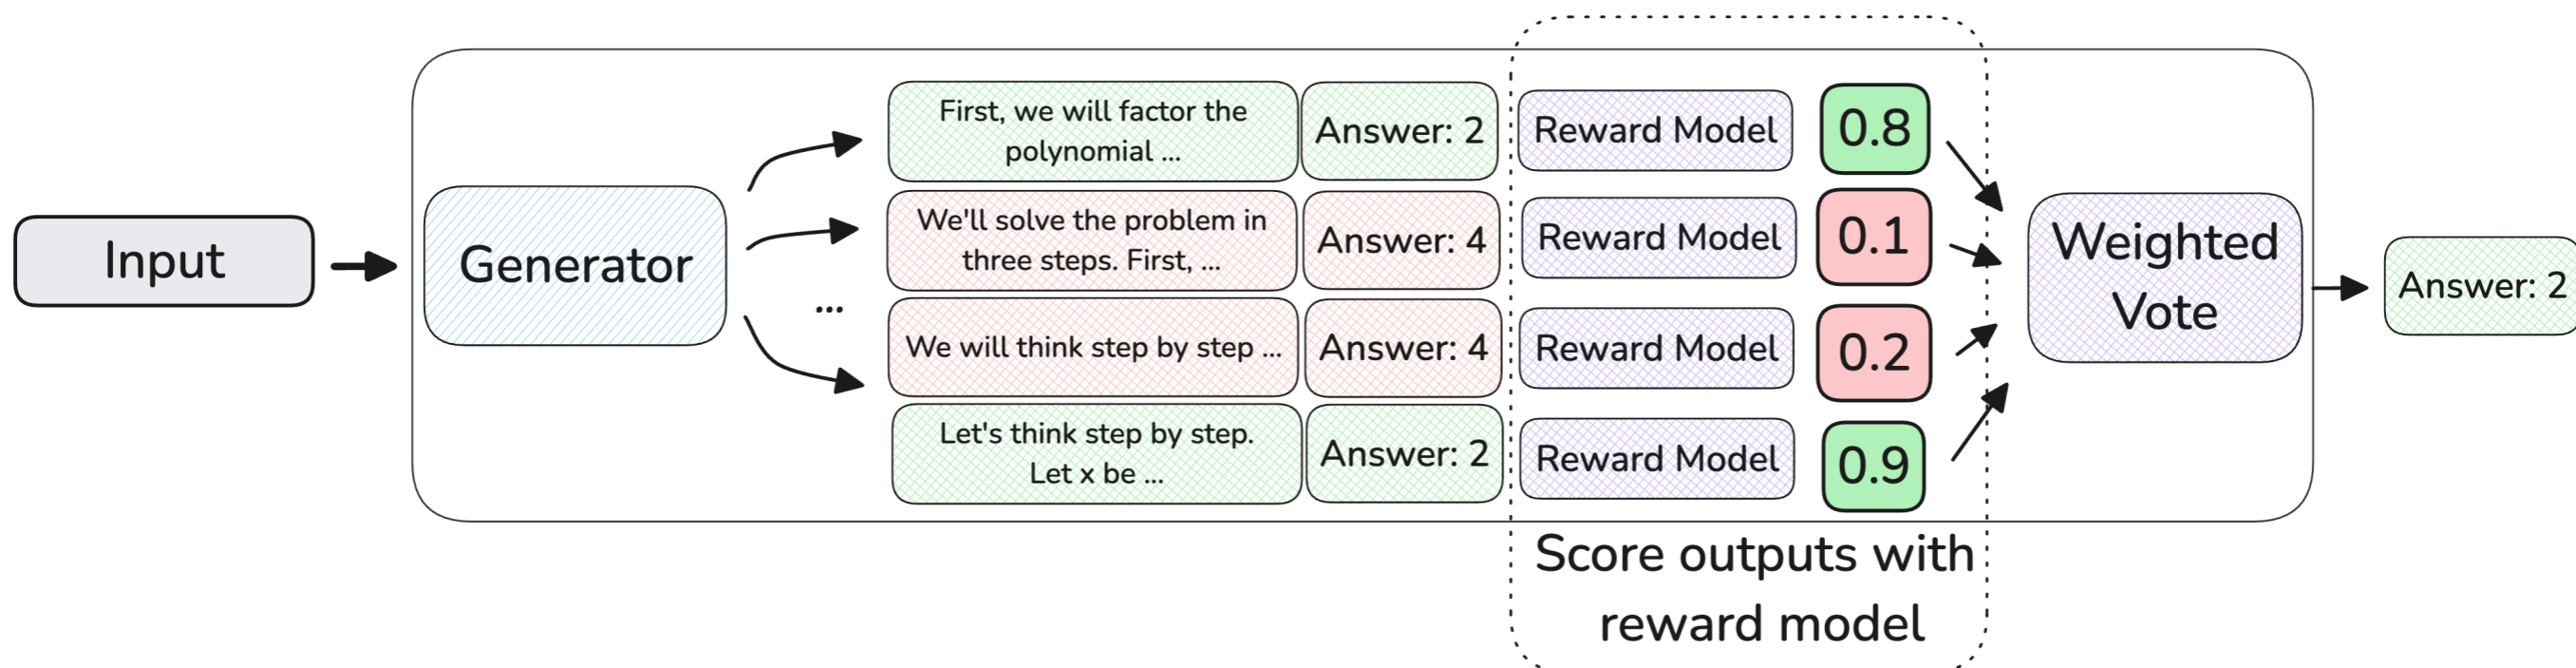 Input
Generator
...
First, we will factor the
polynomial ...
Answer: 2
Reward Model
0.8
We'll solve the problem in
three steps. First, ...
Answer: 4
Reward Model
0.1
We will think step by step ...
Answer: 4
Reward Model
0.2
Let's think step by step.
Let x be ...
Answer: 2
Reward Model
0.9
Score outputs with
reward model
Weighted
Vote
Answer: 2